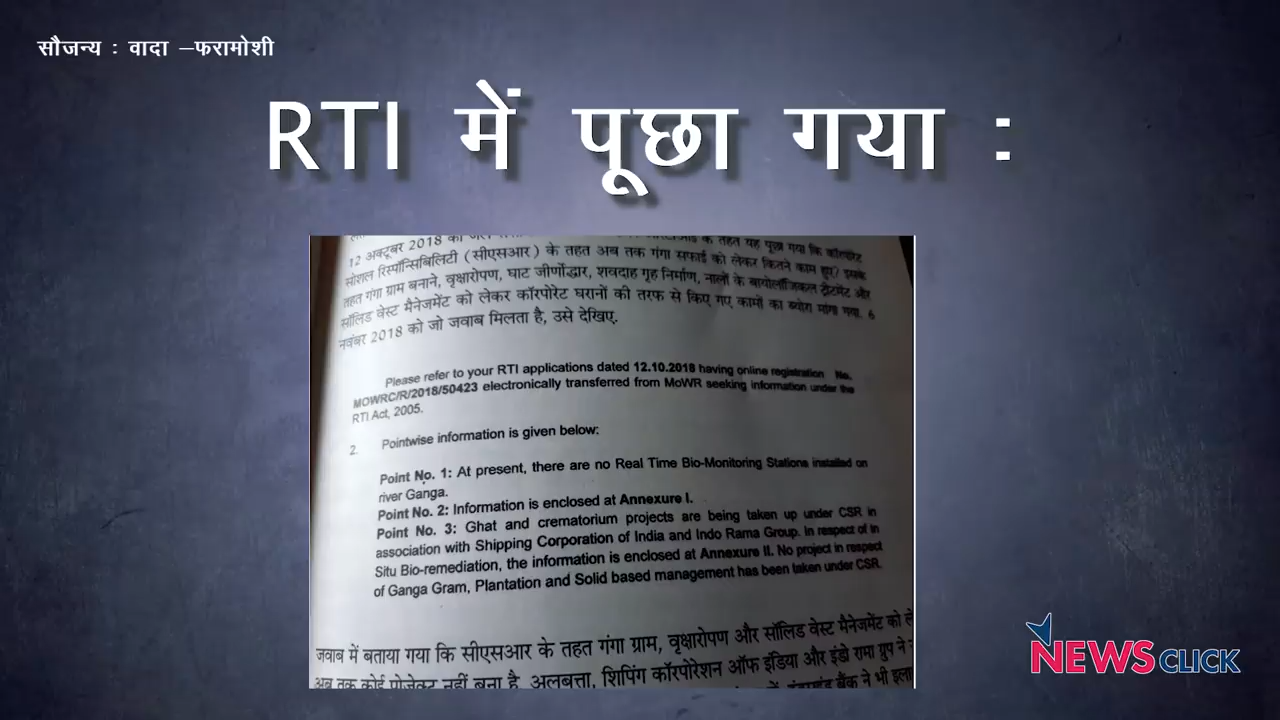 सौजन्य : वादा –फरामोशी
RTI में पूछा गया :
12 अक्टूबर 2018 को के तहत यह पूछा गया कि कॉरपोरेट
सोशल रिस्पॉन्सिबिलिटी (सीएसआर) के तहत अब तक गंगा सफाई को लेकर कितने काम हुए? इसके
तहत गंगा ग्राम बनाने, वृक्षारोपण, घाट जीर्णोद्धार, शवदाह गृह निर्माण, नालों के बायोलॉजिकल ट्रीटमेंट और
सॉलिड वेस्ट मैनेजमेंट को लेकर कॉरपोरेट घरानों की तरफ से किए गए कामों का ब्योरा मांगा गया. 6
नवंबर 2018 को जो जवाब मिलता है, उसे देखिए.
Please refer to your RTI applications dated 12.10.2018 having online registration No.
MOWRC/R/2018/50423 electronically transferred from MoWR seeking information under the
RTI Act, 2005.
2. Pointwise information is given below:
Point No. 1: At present, there are no Real Time Bio-Monitoring Stations installed on
river Ganga.
Point No. 2: Information is enclosed at Annexure I.
Point No. 3: Ghat and crematorium projects are being taken up under CSR in
association with Shipping Corporation of India and Indo Rama Group. In respect of In
Situ Bio-remediation, the information is enclosed at Annexure II. No project in respect
of Ganga Gram, Plantation and Solid based management has been taken under CSR.
जवाब में बताया गया कि सीएसआर के तहत गंगा ग्राम, वृक्षारोपण और सॉलिड वेस्ट मैनेजमेंट को ले
अब तक कोई प्रोजेक्ट नहीं बना है. अलबत्ता, शिपिंग कॉरपोरेशन ऑफ इंडिया और इंडो रामा ग्रुप ने
बैंक ने भी इला
NEWSCLICK